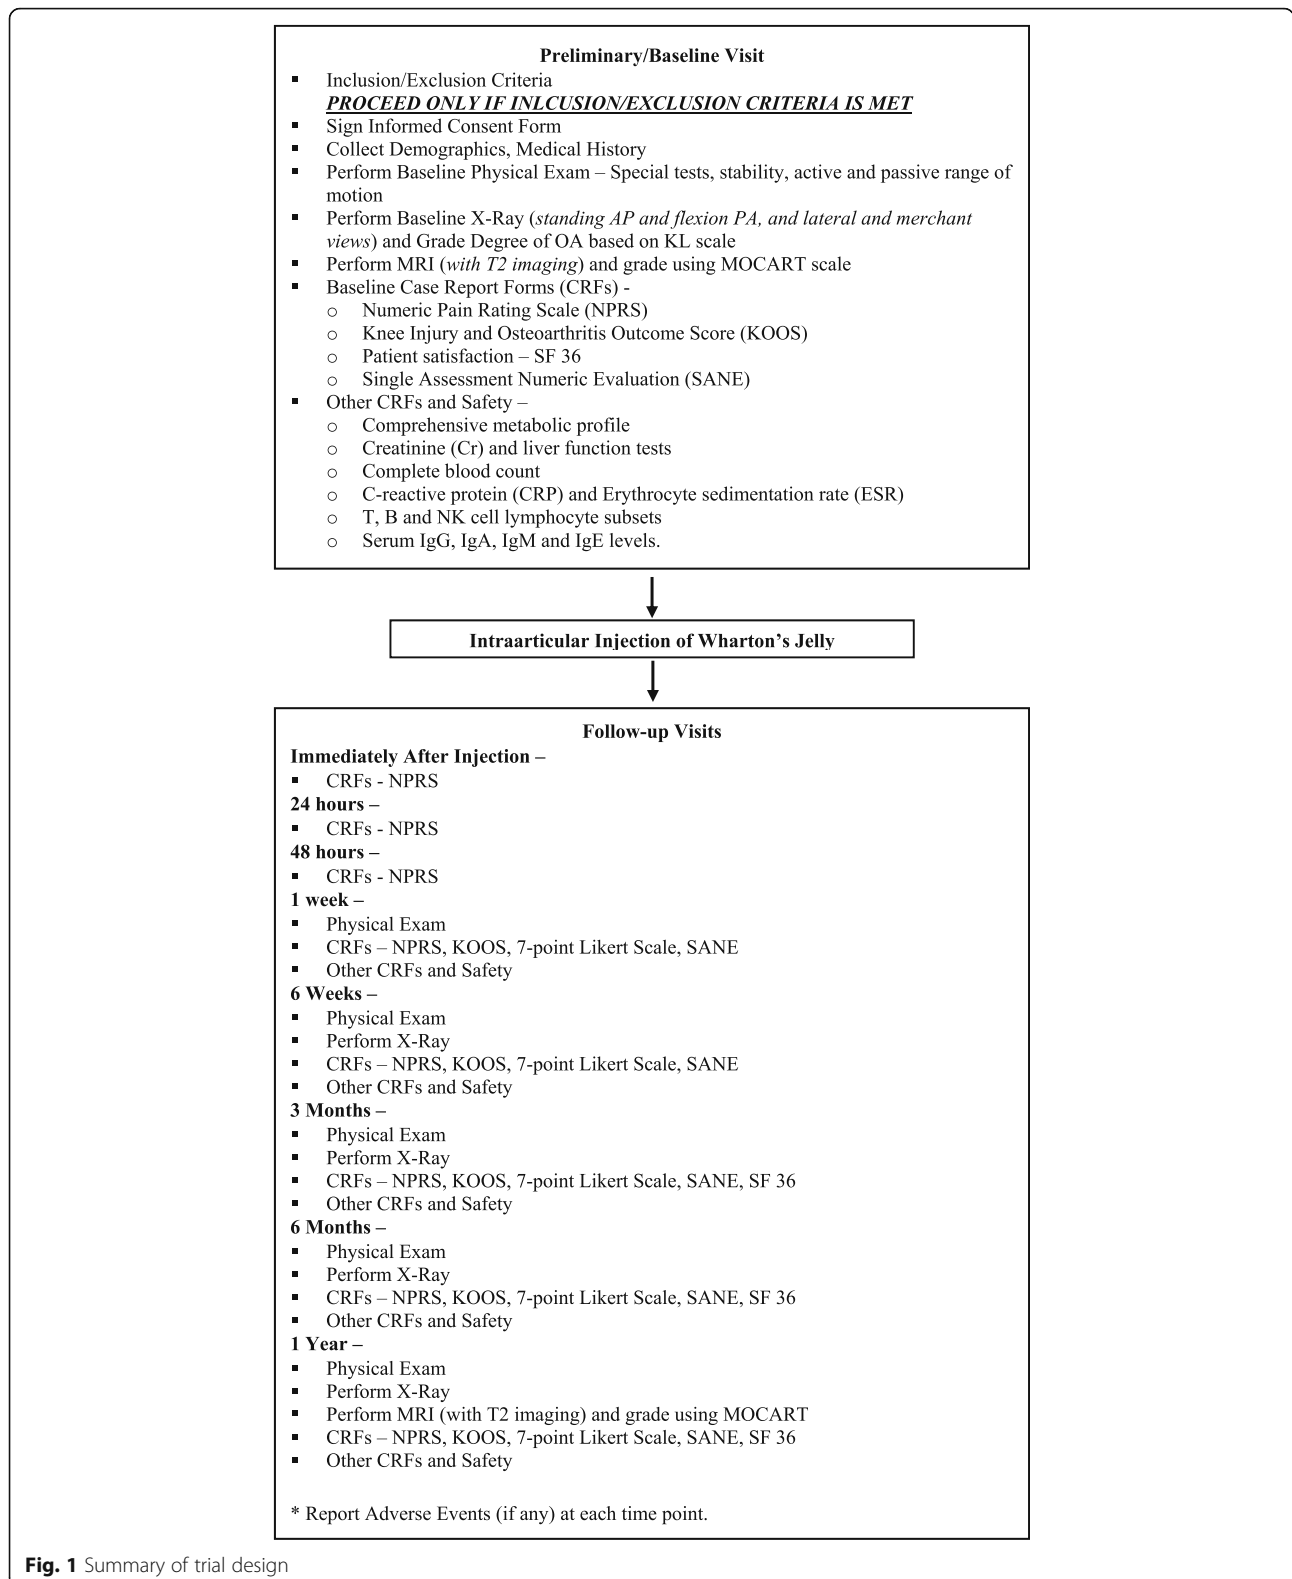 Preliminary/Baseline Visit
▪ Inclusion/Exclusion Criteria
PROCEED ONLY IF INLCUSION/EXCLUSION CRITERIA IS MET
▪ Sign Informed Consent Form
▪ Collect Demographics, Medical History
▪ Perform Baseline Physical Exam – Special tests, stability, active and passive range of
motion
▪ Perform Baseline X-Ray (standing AP and flexion PA, and lateral and merchant
views) and Grade Degree of OA based on KL scale
▪ Perform MRI (with T2 imaging) and grade using MOCART scale
▪ Baseline Case Report Forms (CRFs) -
o Numeric Pain Rating Scale (NPRS)
o Knee Injury and Osteoarthritis Outcome Score (KOOS)
o Patient satisfaction – SF 36
o Single Assessment Numeric Evaluation (SANE)
▪ Other CRFs and Safety –
o Comprehensive metabolic profile
o Creatinine (Cr) and liver function tests
o Complete blood count
o C-reactive protein (CRP) and Erythrocyte sedimentation rate (ESR)
o T, B and NK cell lymphocyte subsets
o Serum IgG, IgA, IgM and IgE levels.
Intraarticular Injection of Wharton's Jelly
Follow-up Visits
Immediately After Injection –
▪ CRFs - NPRS
24 hours –
▪ CRFs - NPRS
48 hours –
▪ CRFs - NPRS
1 week –
▪ Physical Exam
▪ CRFs – NPRS, KOOS, 7-point Likert Scale, SANE
▪ Other CRFs and Safety
6 Weeks –
▪ Physical Exam
▪ Perform X-Ray
▪ CRFs – NPRS, KOOS, 7-point Likert Scale, SANE
▪ Other CRFs and Safety
3 Months –
▪ Physical Exam
▪ Perform X-Ray
▪ CRFs – NPRS, KOOS, 7-point Likert Scale, SANE, SF 36
▪ Other CRFs and Safety
6 Months –
▪ Physical Exam
▪ Perform X-Ray
▪ CRFs – NPRS, KOOS, 7-point Likert Scale, SANE, SF 36
▪ Other CRFs and Safety
1 Year –
▪ Physical Exam
▪ Perform X-Ray
▪ Perform MRI (with T2 imaging) and grade using MOCART
▪ CRFs – NPRS, KOOS, 7-point Likert Scale, SANE, SF 36
▪ Other CRFs and Safety
* Report Adverse Events (if any) at each time point.
Fig. 1 Summary of trial design